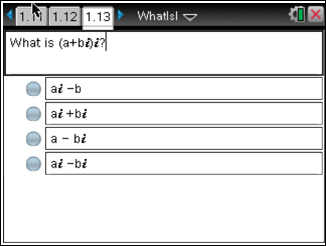 1.11 1.12 1.13 WhatIsI
What is (a+bi)i?
ai −b
ai +bi
a − bi
ai −bi